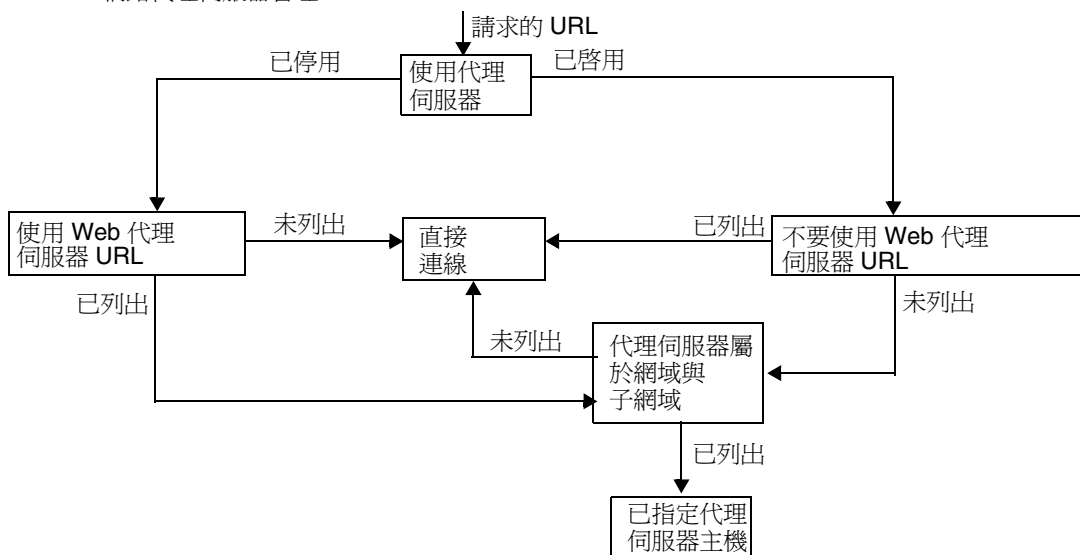 請求的 URL
已停用
使用代理
伺服器
已啓用
使用 Web 代理
伺服器 URL
未列出
直接
連線
已列出
不要使用 Web 代理
伺服器 URL
已列出
未列出
未列出
代理伺服器屬
於網域與
子網域
已列出
已指定代理
伺服器主機